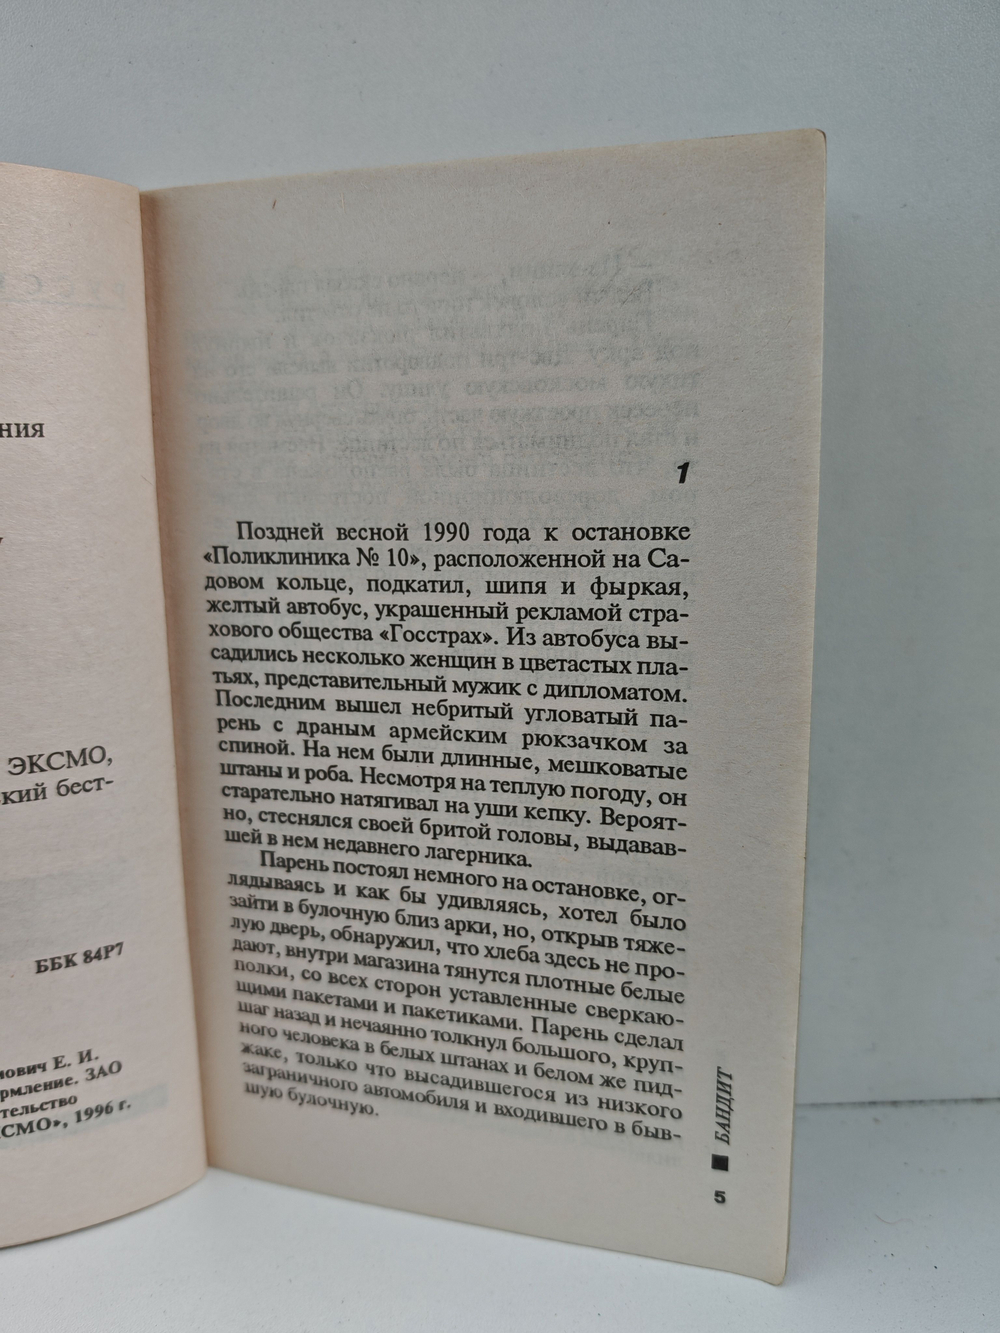 ния
ЭКСМО,
кий бест-
ББК 84Р7
нович Е. И.
рмление. ЗАО
тельство
СМО», 1996 г.
1
Поздней весной 1990 года к остановке
«Поликлиника № 10», расположенной на Са-
довом кольце, подкатил, шипя и фыркая,
желтый автобус, украшенный рекламой стра-
хового общества «Госстрах». Из автобуса вы-
садились несколько женщин в цветастых пла-
тьях, представительный мужик с дипломатом.
Последним вышел небритый угловатый па-
рень с драным армейским рюкзачком за
спиной. На нем были длинные, мешковатые
штаны и роба. Несмотря на теплую погоду, он
старательно натягивал на уши кепку. Вероят-
но, стеснялся своей бритой головы, выдавав-
шей в нем недавнего лагерника.
Парень постоял немного на остановке, ог-
лядываясь и как бы удивляясь, хотел было
зайти в булочную близ арки, но, открыв тяже-
лую дверь, обнаружил, что хлеба здесь не про-
дают, внутри магазина тянутся плотные белые
полки, со всех сторон уставленные сверкаю-
щими пакетами и пакетиками. Парень сделал
шаг назад и нечаянно толкнул большого, круп-
ного человека в белых штанах и белом же пид-
жаке, только что высадившегося из низкого
заграничного автомобиля и входившего в быв-
шую булочную.
БАНДИТ
5